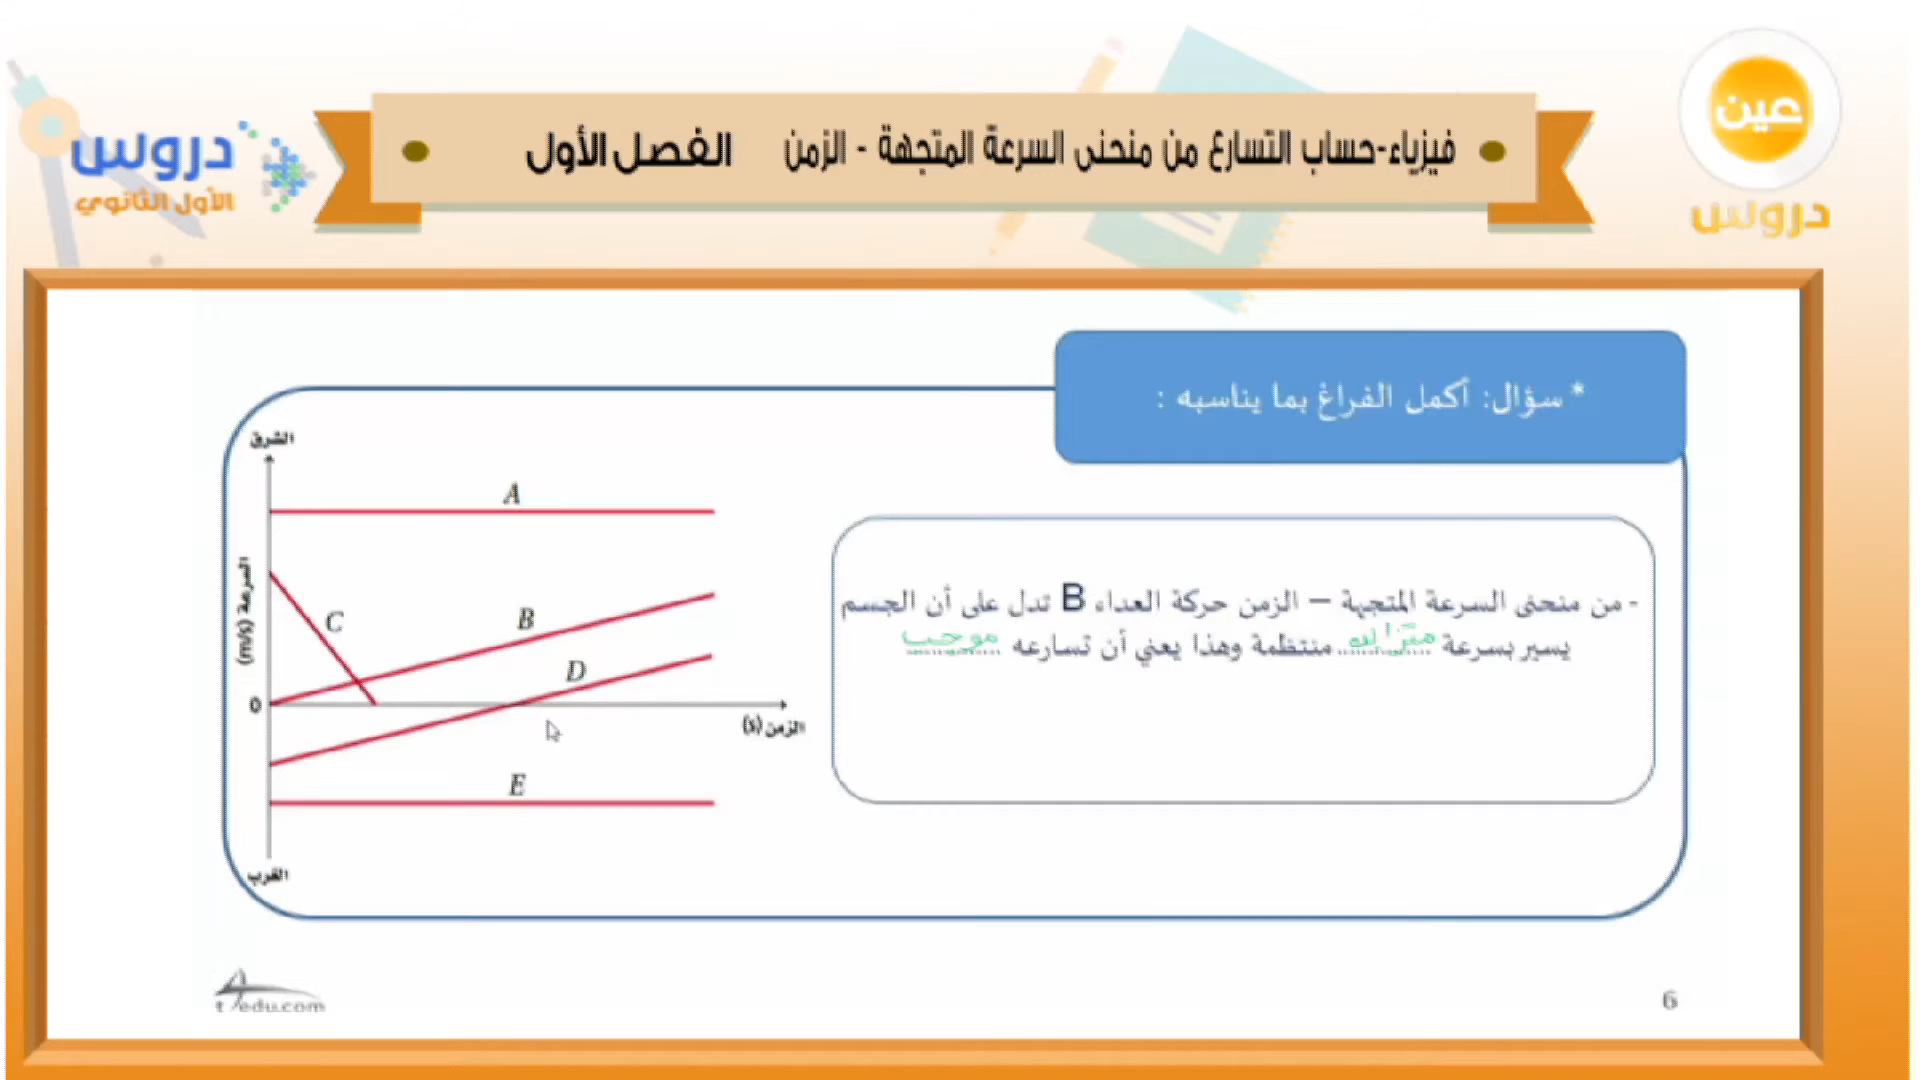 عين
دروس
دروس
الأول الثانوي
فيزياء-حساب التسارع من منحنى السرعة المتجهة - الزمن الفصل الأول
* سؤال: أكمل الفراغ بما يناسبه :
- من منحنى السرعة المتجهة – الزمن حركة العداء B تدل على أن الجسم
يسير بسرعة متزايده منتظمة وهذا يعني أن تسارعه موجب
الشرق
السرعة (m/s)
A
B
C
D
E
0
الزمن (s)
الغرب
edu.com
6